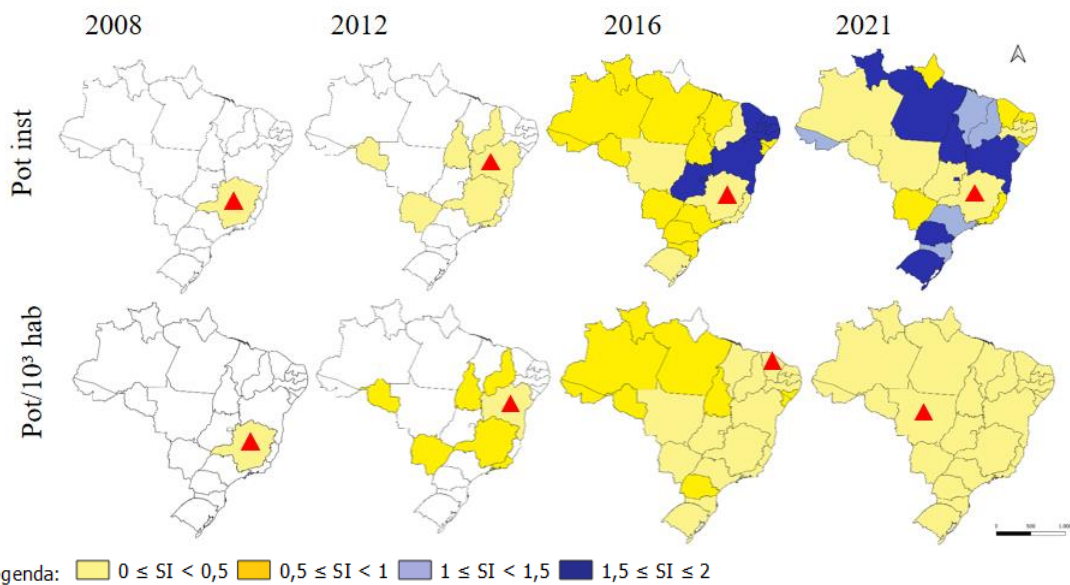 2008 2012 2016 2021
Pot inst
Pot/10³ hab
genda: 0 ≤ SI < 0,5 0,5 ≤ SI < 1 1 ≤ SI < 1,5 1,5 ≤ SI ≤ 2